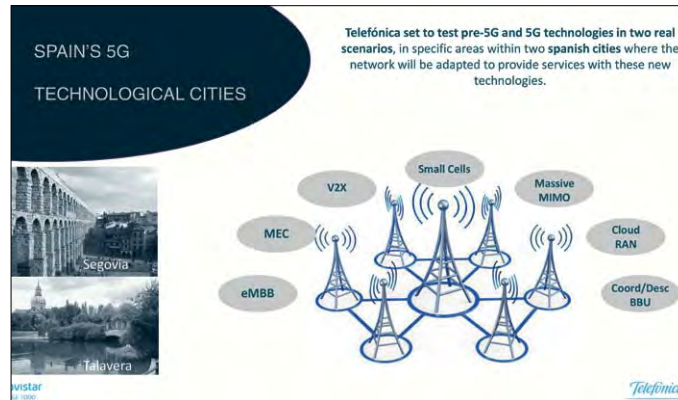 SPAIN'S 5G
TECHNOLOGICAL CITIES
Telefónica set to test pre-5G and 5G technologies in two real
scenarios, in specific areas within two spanish cities where the
network will be adapted to provide services with these new
technologies.
Small Cells
V2X
Massive
MIMO
MEC
Cloud
RAN
eMBB
Coord/Desc
BBU
Segovia
Talavera
Telefónica